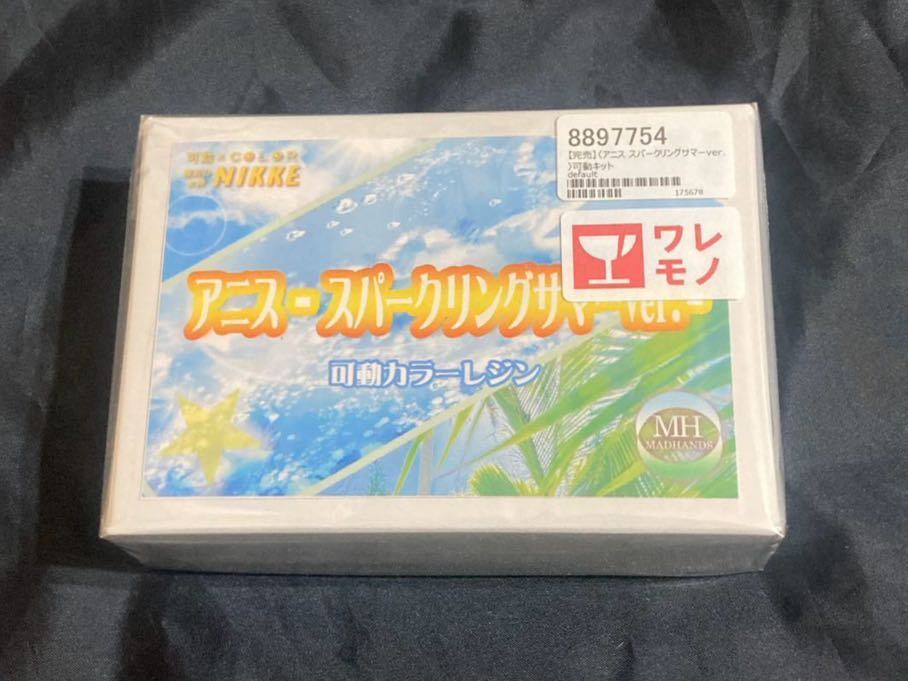 可動×COLOR
NIKKE
8897754
【完売】〈アニス スパークリングサマーver.
〉可動キット
default
175678
ワレ
モノ
アニス-スパークリングサマーver.-
可動カラーレジン
MH
MADHANDS